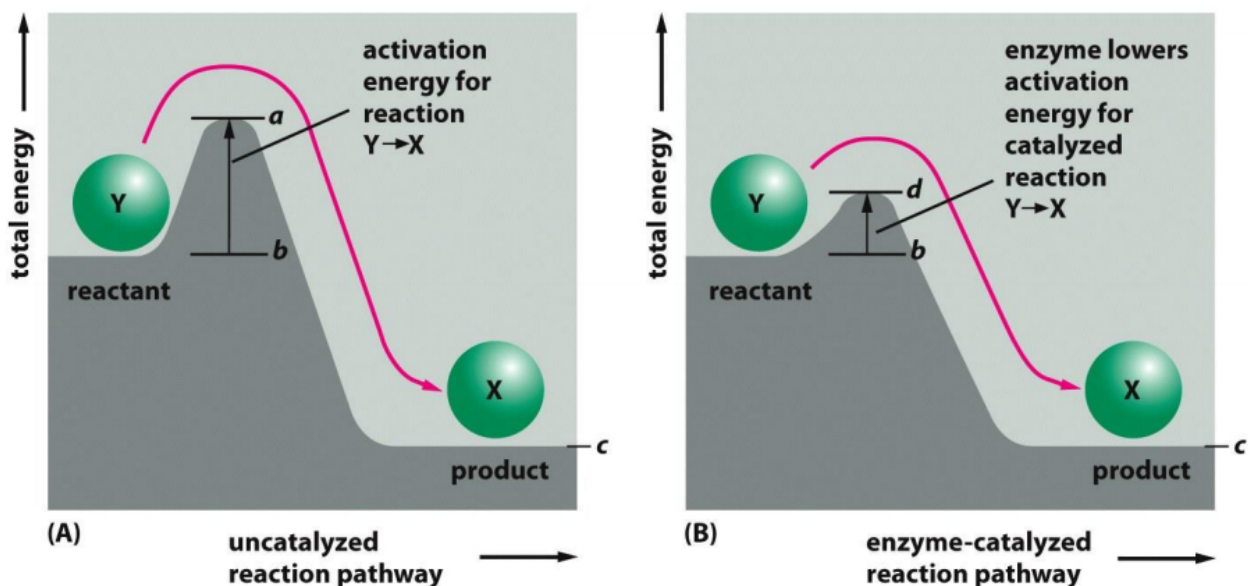 total energy
activation
energy for
reaction
Y→X
a
b
Y
reactant
X
product
c
(A)
uncatalyzed
reaction pathway
total energy
enzyme lowers
activation
energy for
catalyzed
reaction
Y→X
d
b
Y
reactant
X
product
c
(B)
enzyme-catalyzed
reaction pathway